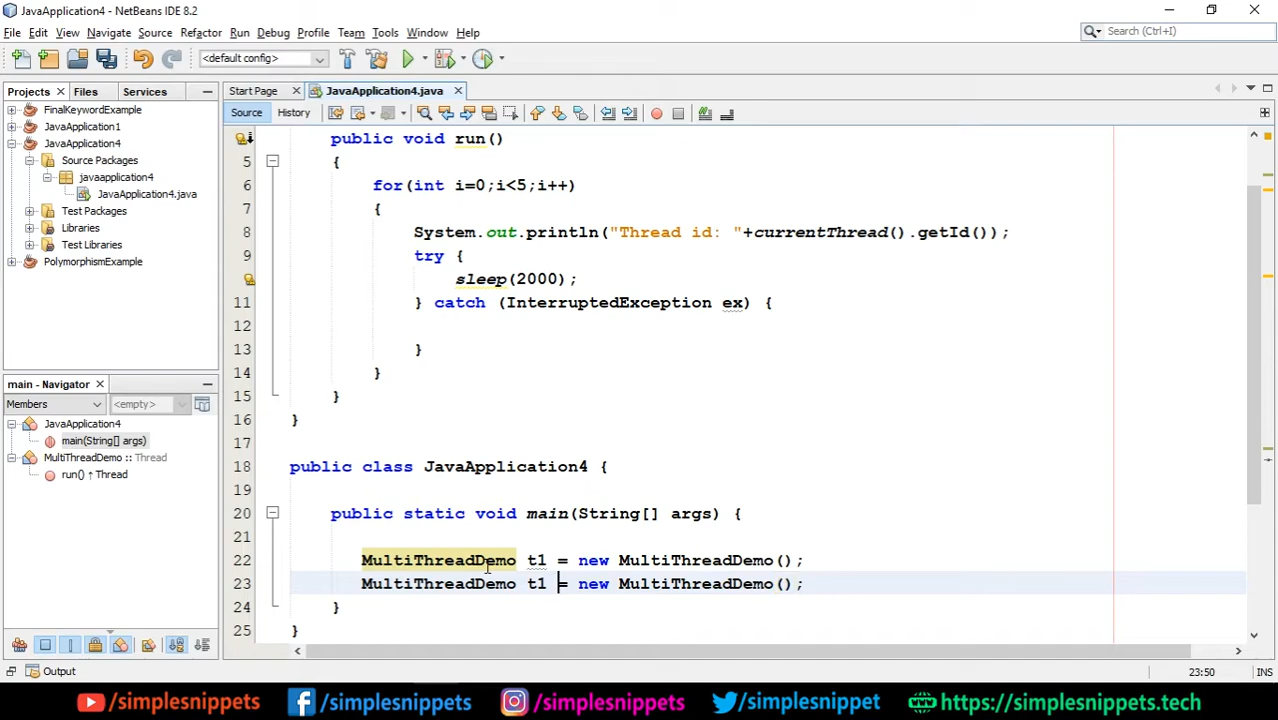 JavaApplication4 - NetBeans IDE 8.2
File Edit View Navigate Source Refactor Run Debug Profile Team Tools Window Help
Search (Ctrl+I)
<default config>
Projects Files Services
Start Page JavaApplication4.java
FinalKeywordExample
JavaApplication1
JavaApplication4
Source Packages
javaapplication4
JavaApplication4.java
Test Packages
Libraries
Test Libraries
PolymorphismExample
main - Navigator
Members <empty>
JavaApplication4
main(String[] args)
MultiThreadDemo :: Thread
run() ↑ Thread
Source History
public void run()
5 {
6 for(int i=0;i<5;i++)
7 {
8 System.out.println("Thread id: "+currentThread().getId());
9 try {
sleep(2000);
11 } catch (InterruptedException ex) {
12
13 }
14 }
15 }
16 }
17
18 public class JavaApplication4 {
19
20 public static void main(String[] args) {
21
22 MultiThreadDemo t1 = new MultiThreadDemo();
23 MultiThreadDemo t1 = new MultiThreadDemo();
24 }
25 }
Output
23:50 INS
/simplesnippets /simplesnippets /simplesnippets /simplesnippets https://simplesnippets.tech